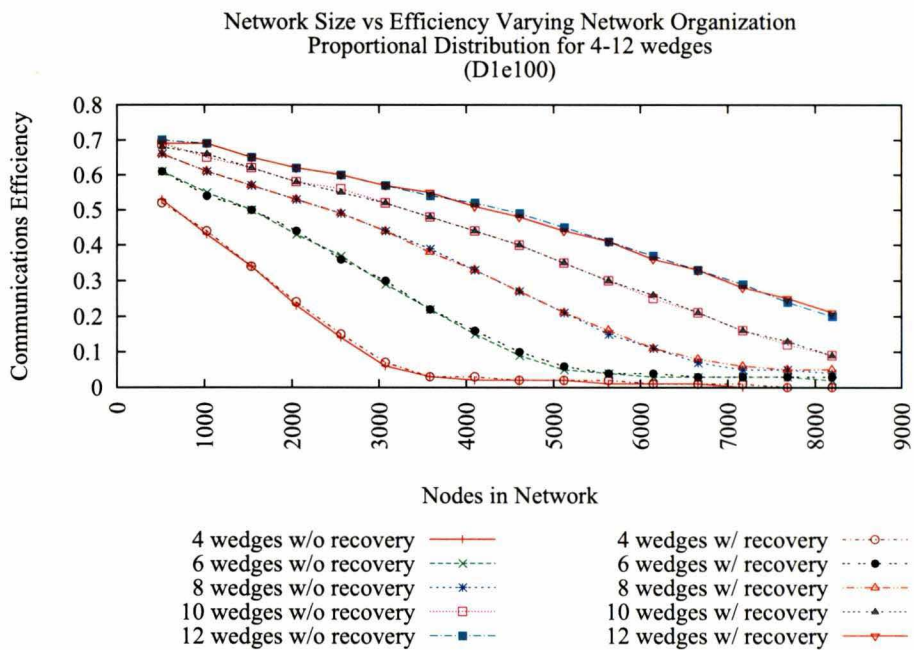 Network Size vs Efficiency Varying Network Organization
Proportional Distribution for 4-12 wedges
(D1e100)
Communications Efficiency
0.8
0.7
0.6
0.5
0.4
0.3
0.2
0.1
0
0
1000
2000
3000
4000
5000
6000
7000
8000
9000
Nodes in Network
4 wedges w/o recovery
6 wedges w/o recovery
8 wedges w/o recovery
10 wedges w/o recovery
12 wedges w/o recovery
4 wedges w/ recovery
6 wedges w/ recovery
8 wedges w/ recovery
10 wedges w/ recovery
12 wedges w/ recovery